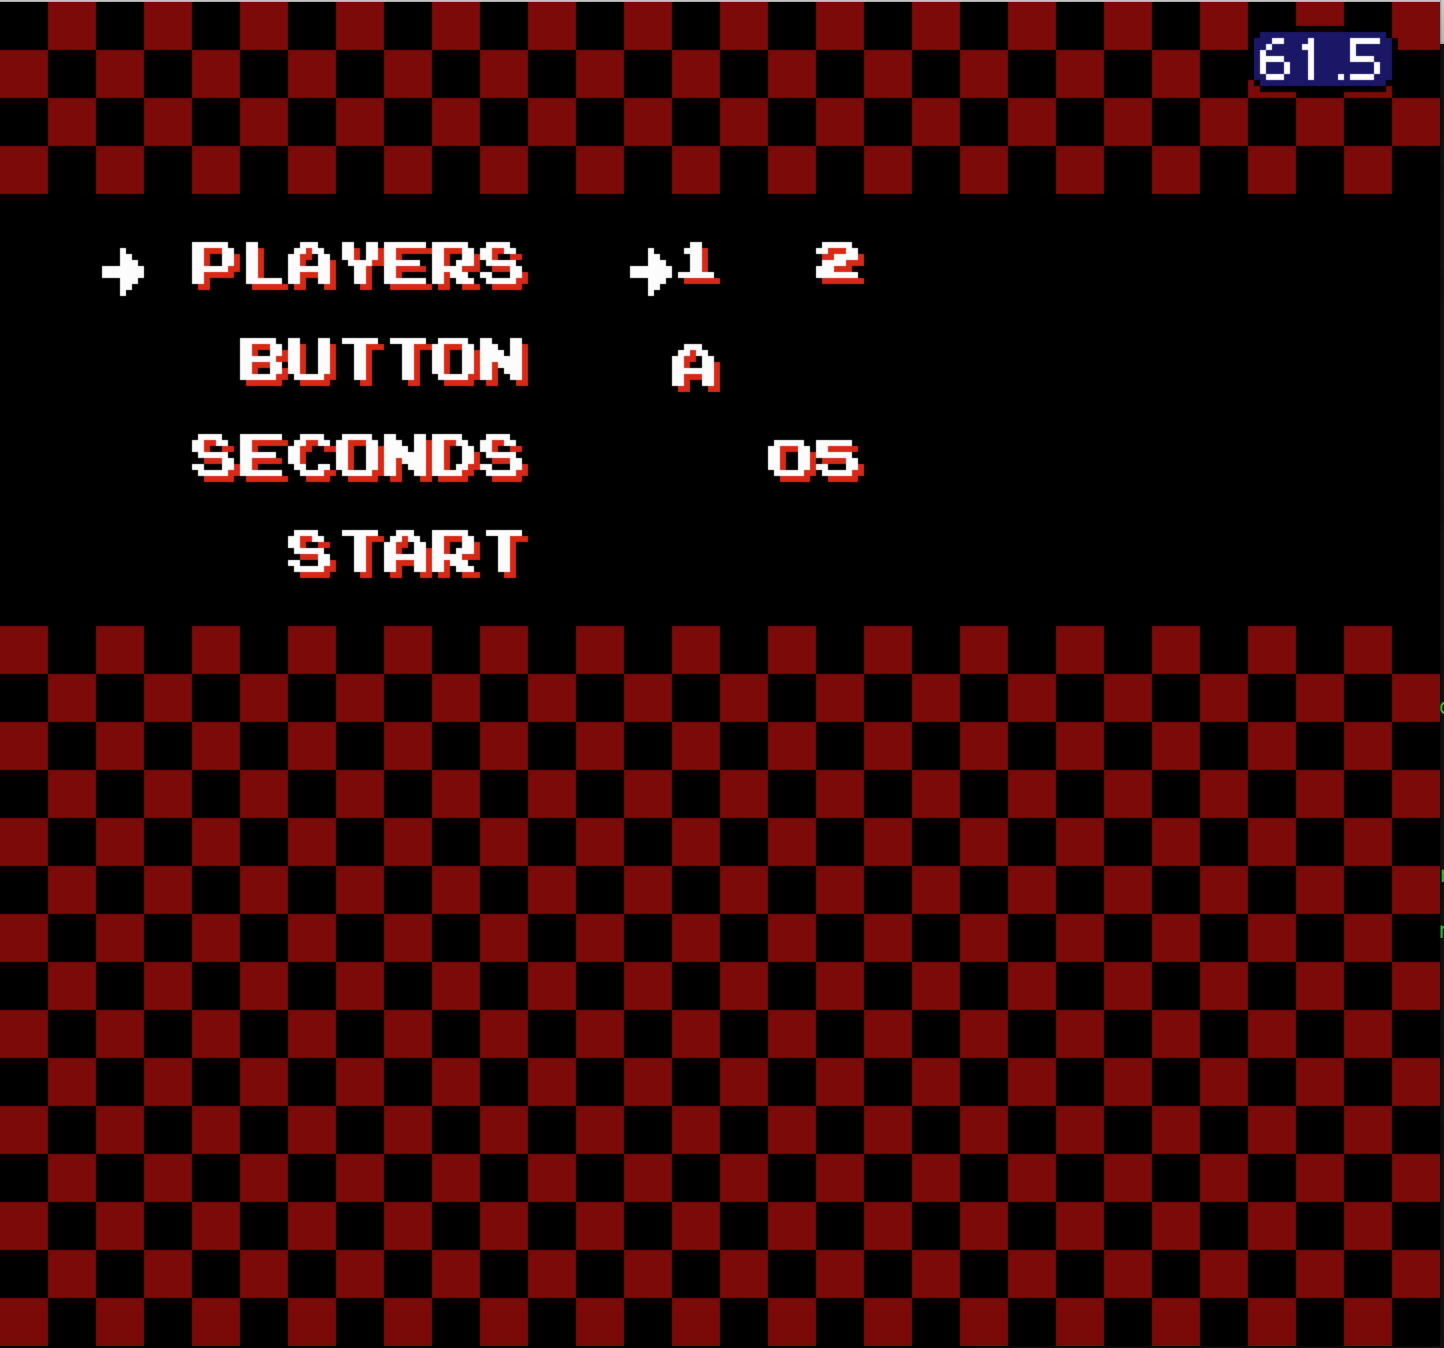 61.5
→ PLAYERS →1 2
BUTTON A
SECONDS 05
START